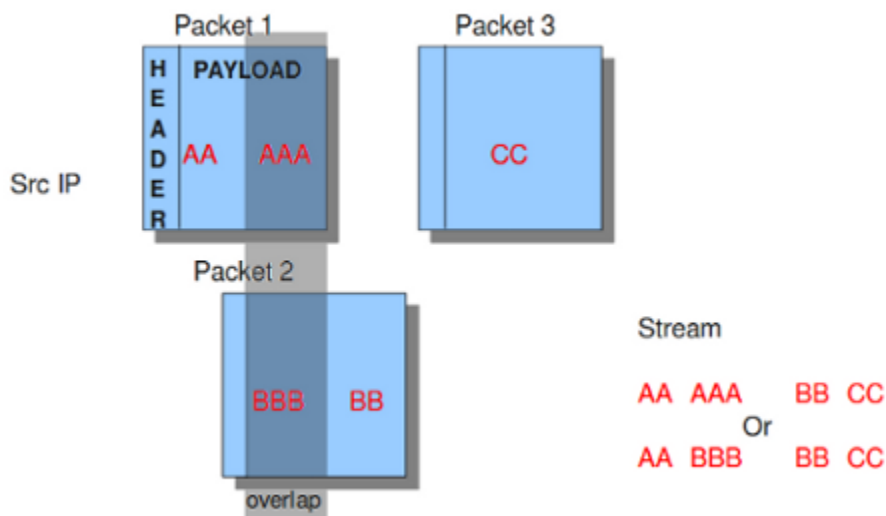 Packet 1
Packet 3
HEADER
PAYLOAD
AA AAA
CC
Src IP
Packet 2
BBB BB
overlap
Stream
AA AAA BB CC
Or
AA BBB BB CC